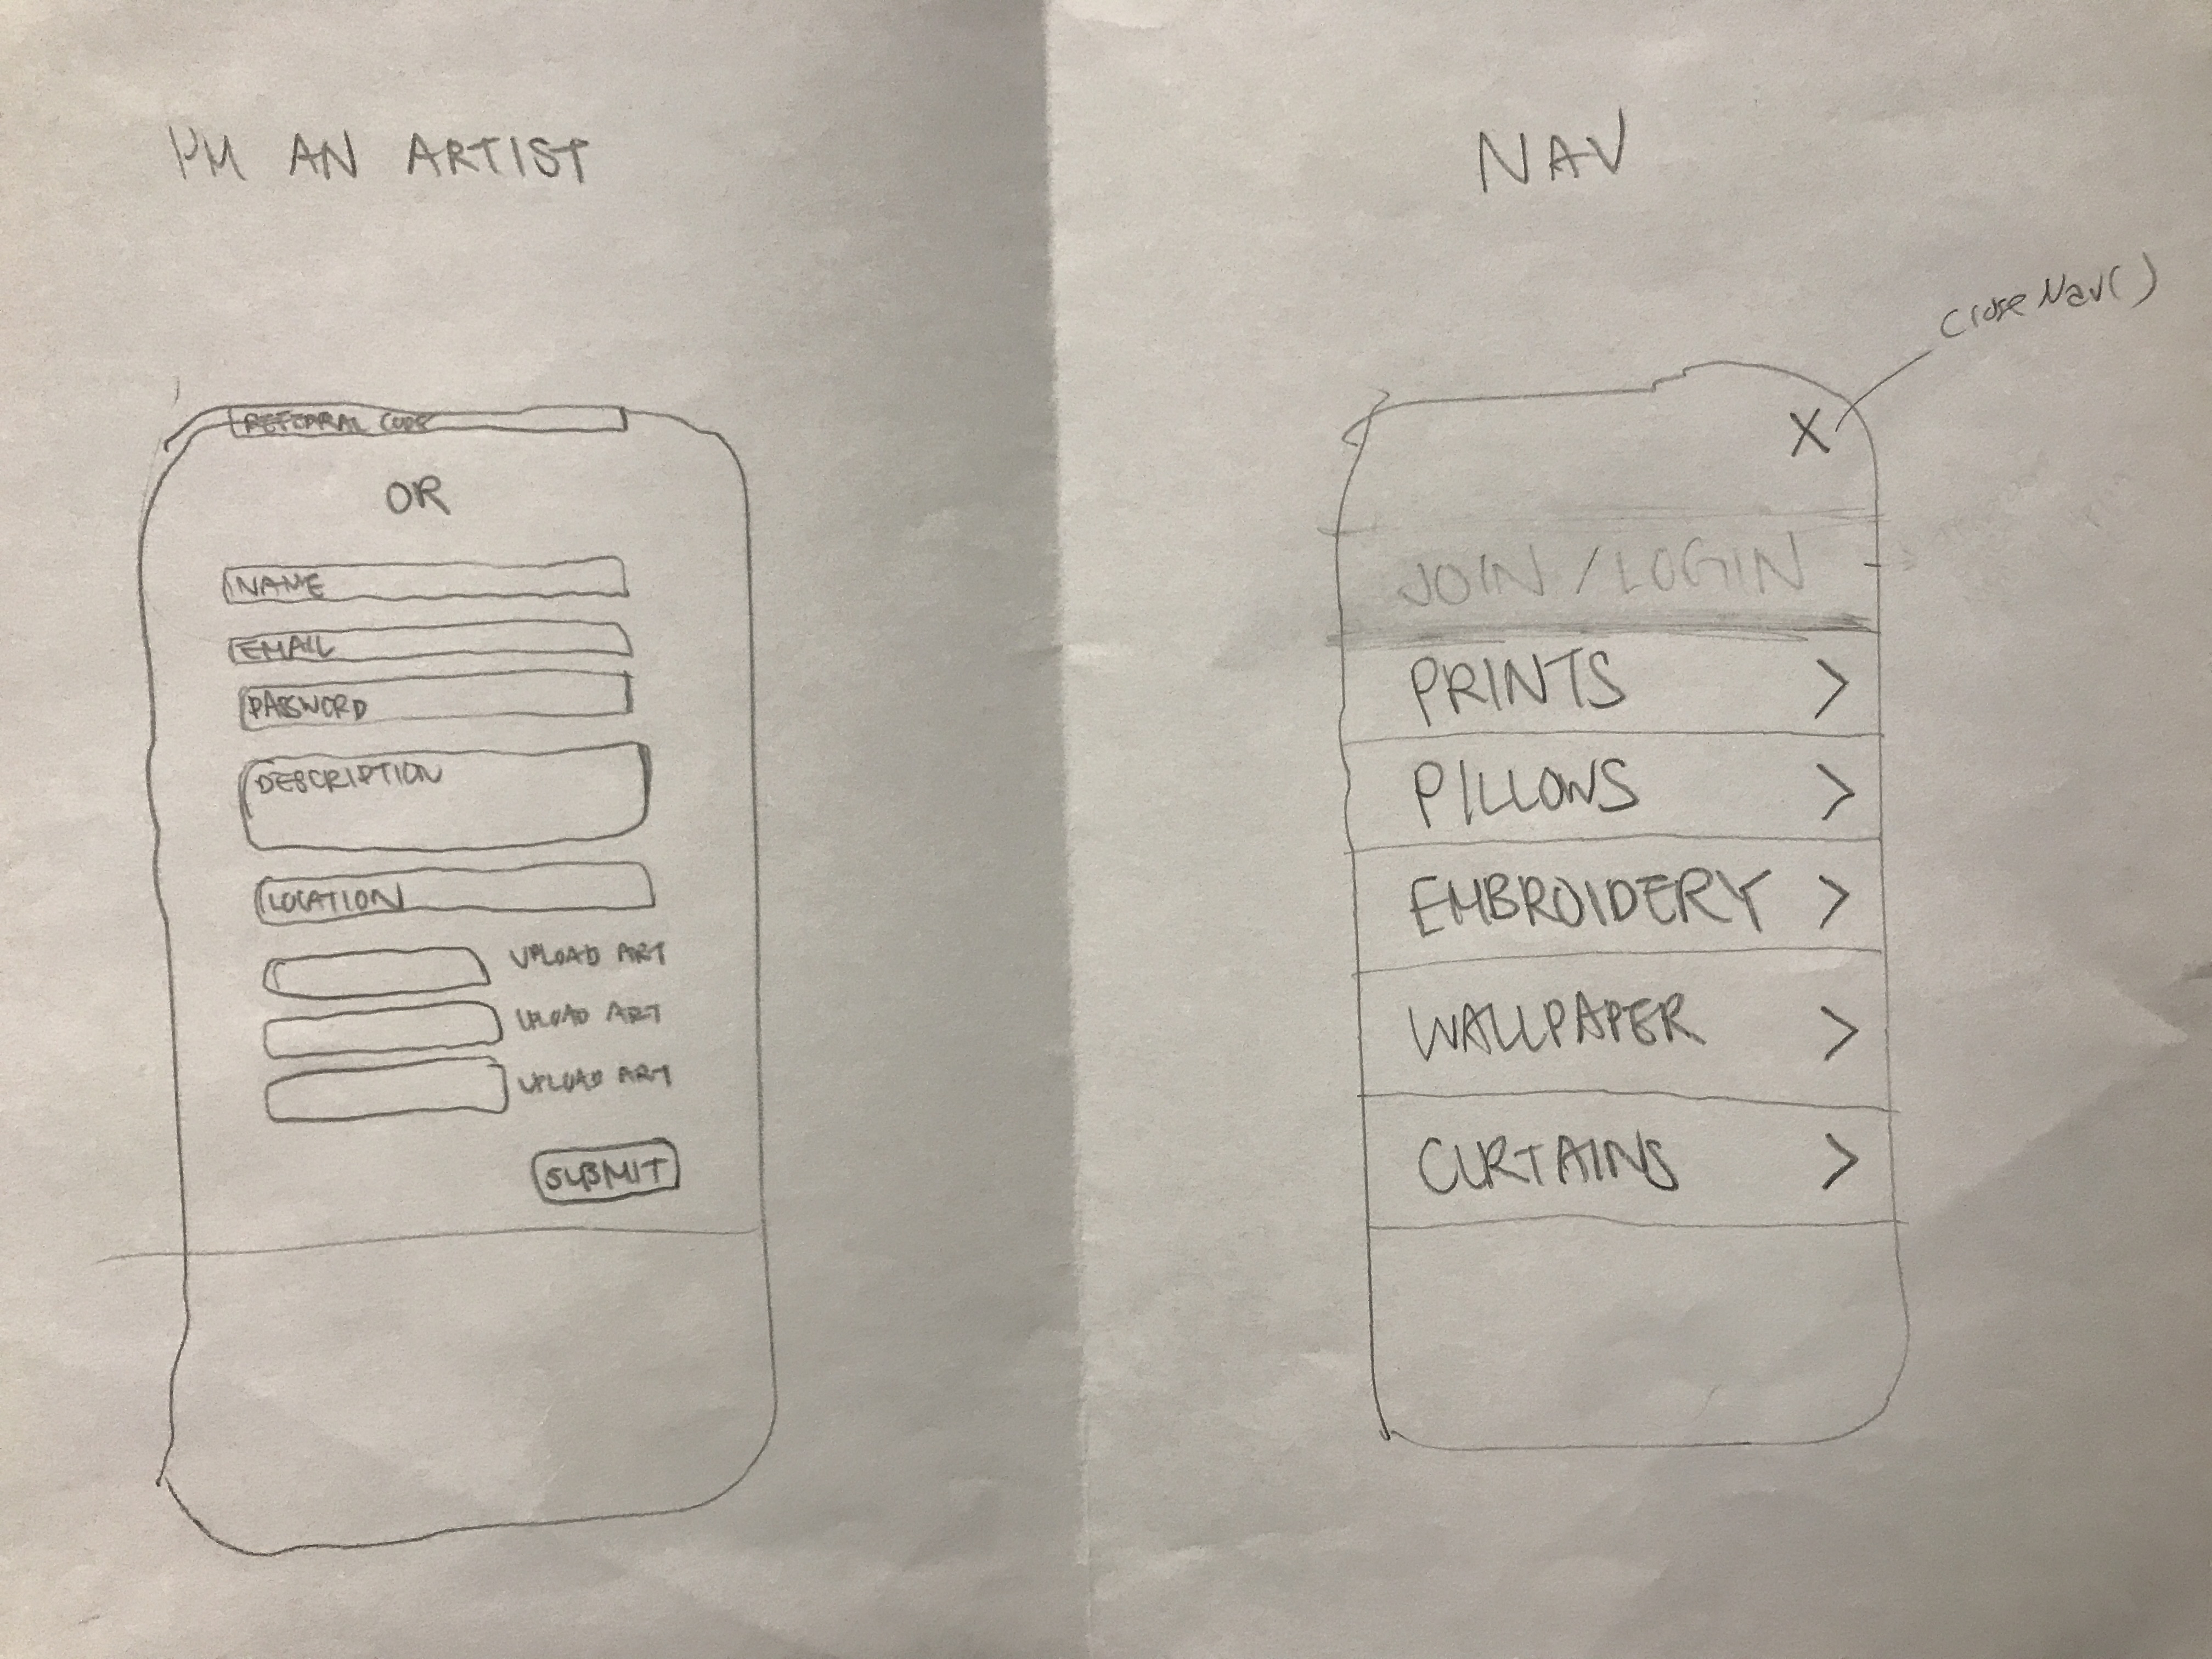 I'M AN ARTIST
REFERRAL CODE
OR
NAME
EMAIL
PASSWORD
DESCRIPTION
LOCATION
UPLOAD ART
UPLOAD ART
UPLOAD ART
SUBMIT
NAV
closeNav()
X
JOIN / LOGIN
PRINTS >
PILLOWS >
EMBROIDERY >
WALLPAPER >
CURTAINS >